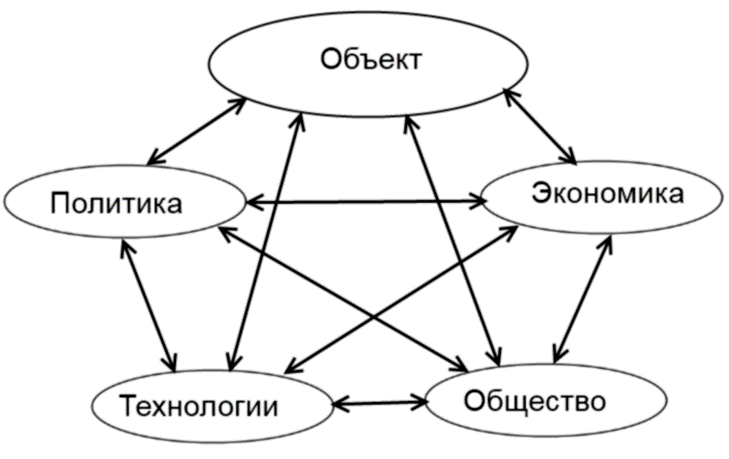 Объект
Политика
Экономика
Технологии
Общество